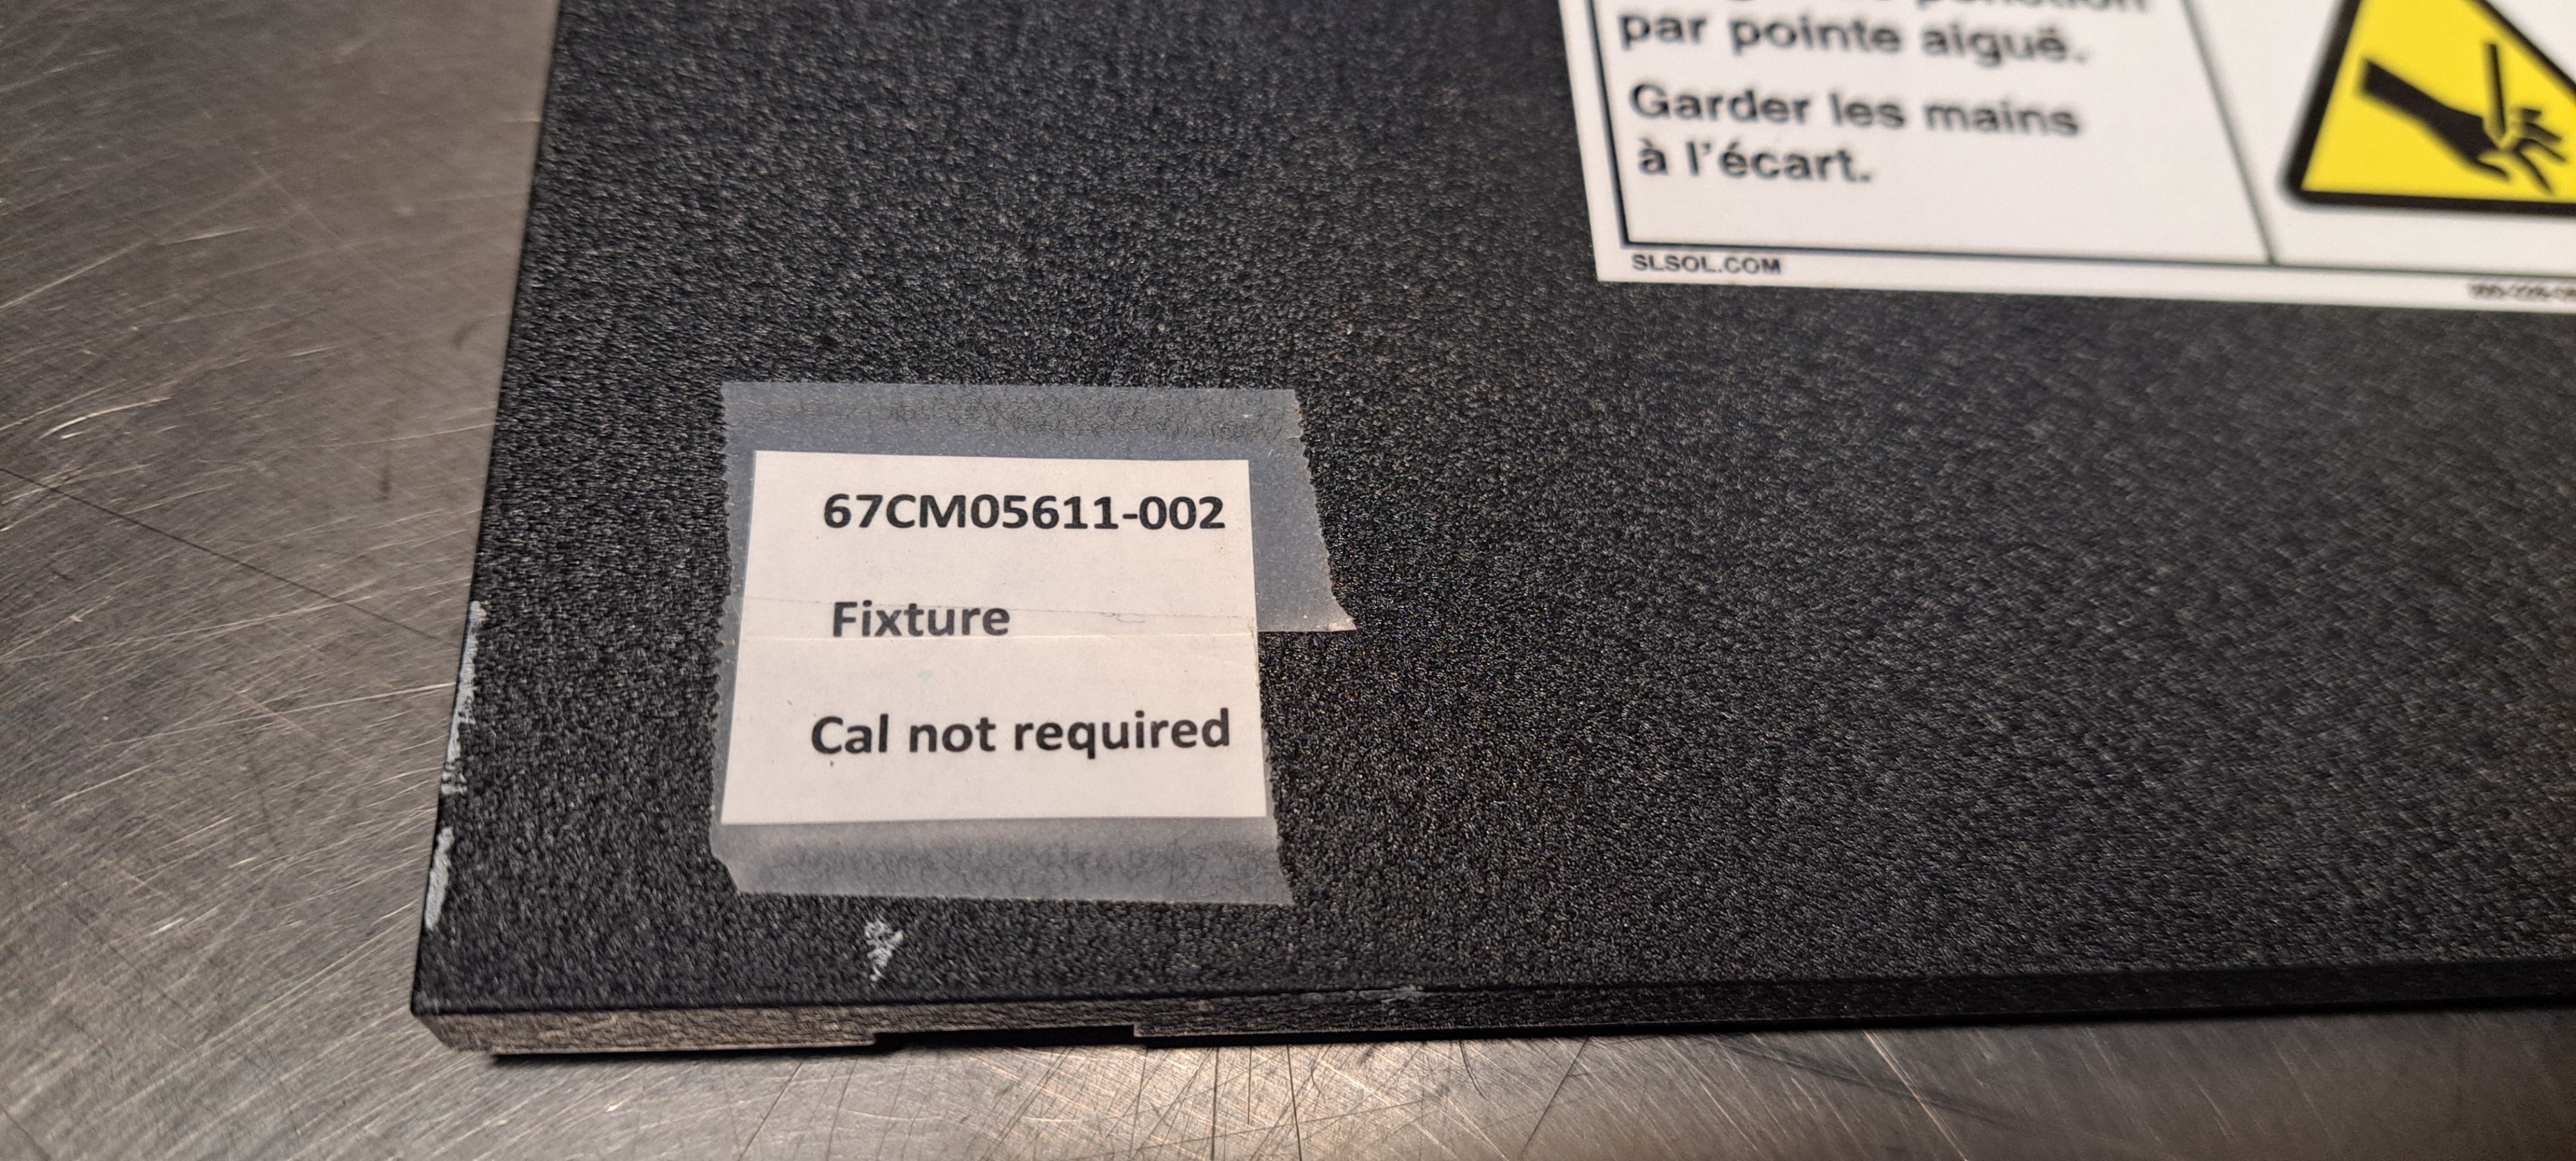 par pointe aiguë.
Garder les mains
à l'écart.
SLSOL.COM
67CM05611-002
Fixture
Cal not required